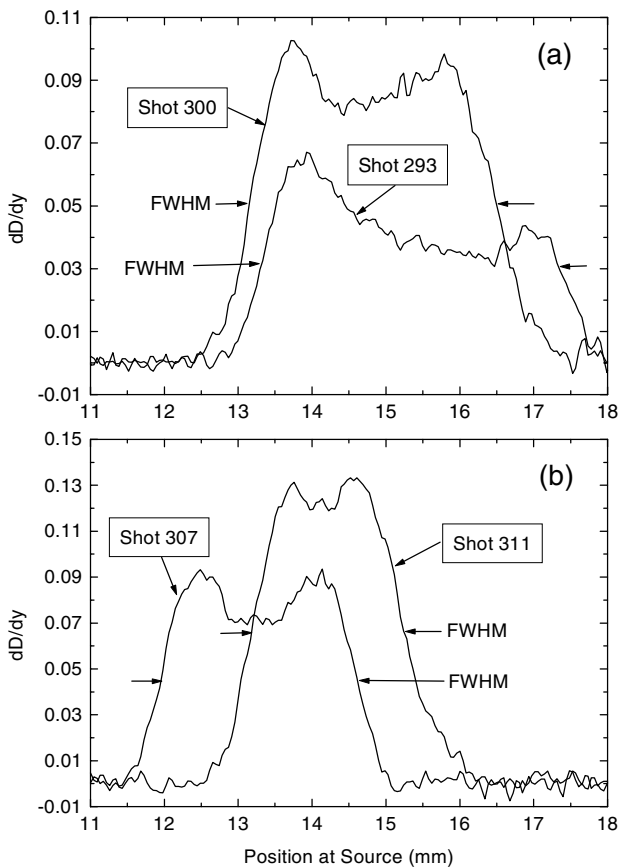 0.11
(a)
0.09
Shot 300
0.07
Shot 293
dD/dy
0.05
FWHM
0.03
FWHM
0.01
-0.01
11 12 13 14 15 16 17 18
0.15
(b)
0.13
Shot 307
Shot 311
0.11
0.09
dD/dy
0.07
FWHM
0.05
FWHM
0.03
0.01
-0.01
11 12 13 14 15 16 17 18
Position at Source (mm)